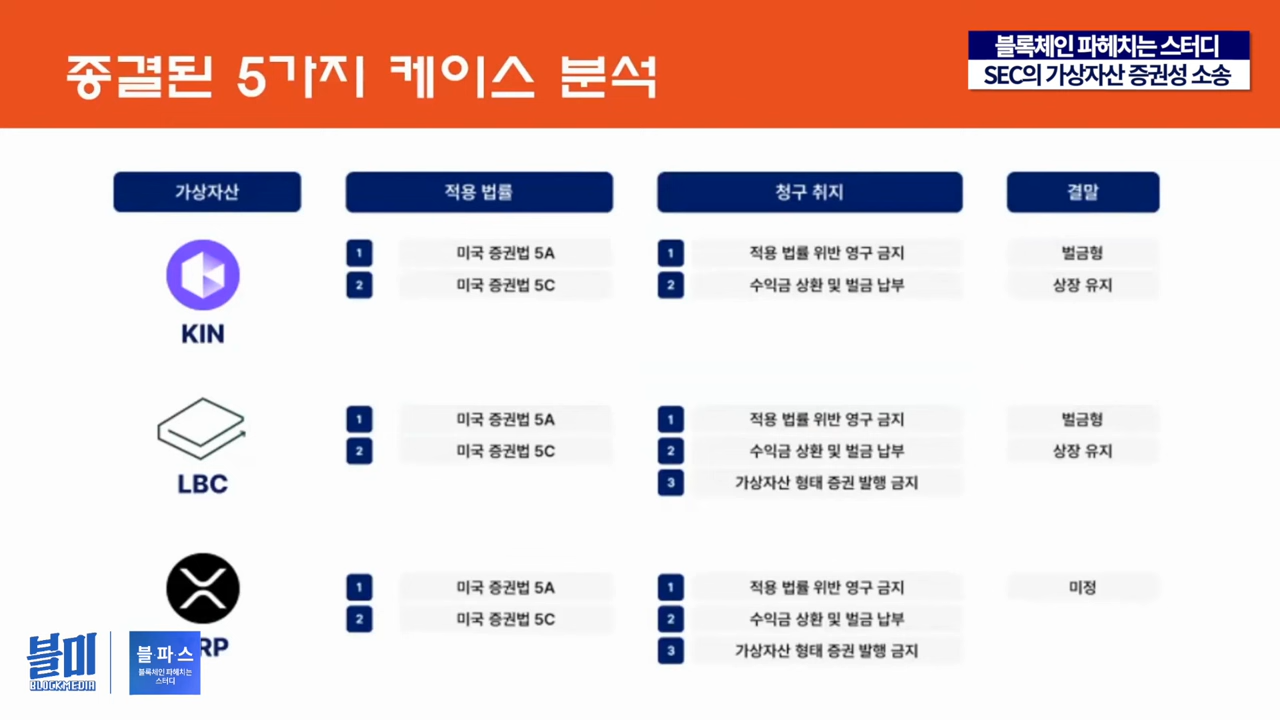 종결된 5가지 케이스 분석
블록체인 파헤치는 스터디
SEC의 가상자산 증권성 소송
가상자산
적용 법률
청구 취지
결말
KIN
1 미국 증권법 5A
2 미국 증권법 5C
1 적용 법률 위반 영구 금지
2 수익금 상환 및 벌금 납부
벌금형
상장 유지
LBC
1 미국 증권법 5A
2 미국 증권법 5C
1 적용 법률 위반 영구 금지
2 수익금 상환 및 벌금 납부
3 가상자산 형태 증권 발행 금지
벌금형
상장 유지
RP
1 미국 증권법 5A
2 미국 증권법 5C
1 적용 법률 위반 영구 금지
2 수익금 상환 및 벌금 납부
3 가상자산 형태 증권 발행 금지
미정
블미
BLOCKMEDIA
블.파.스
블록체인 파헤치는
스터디